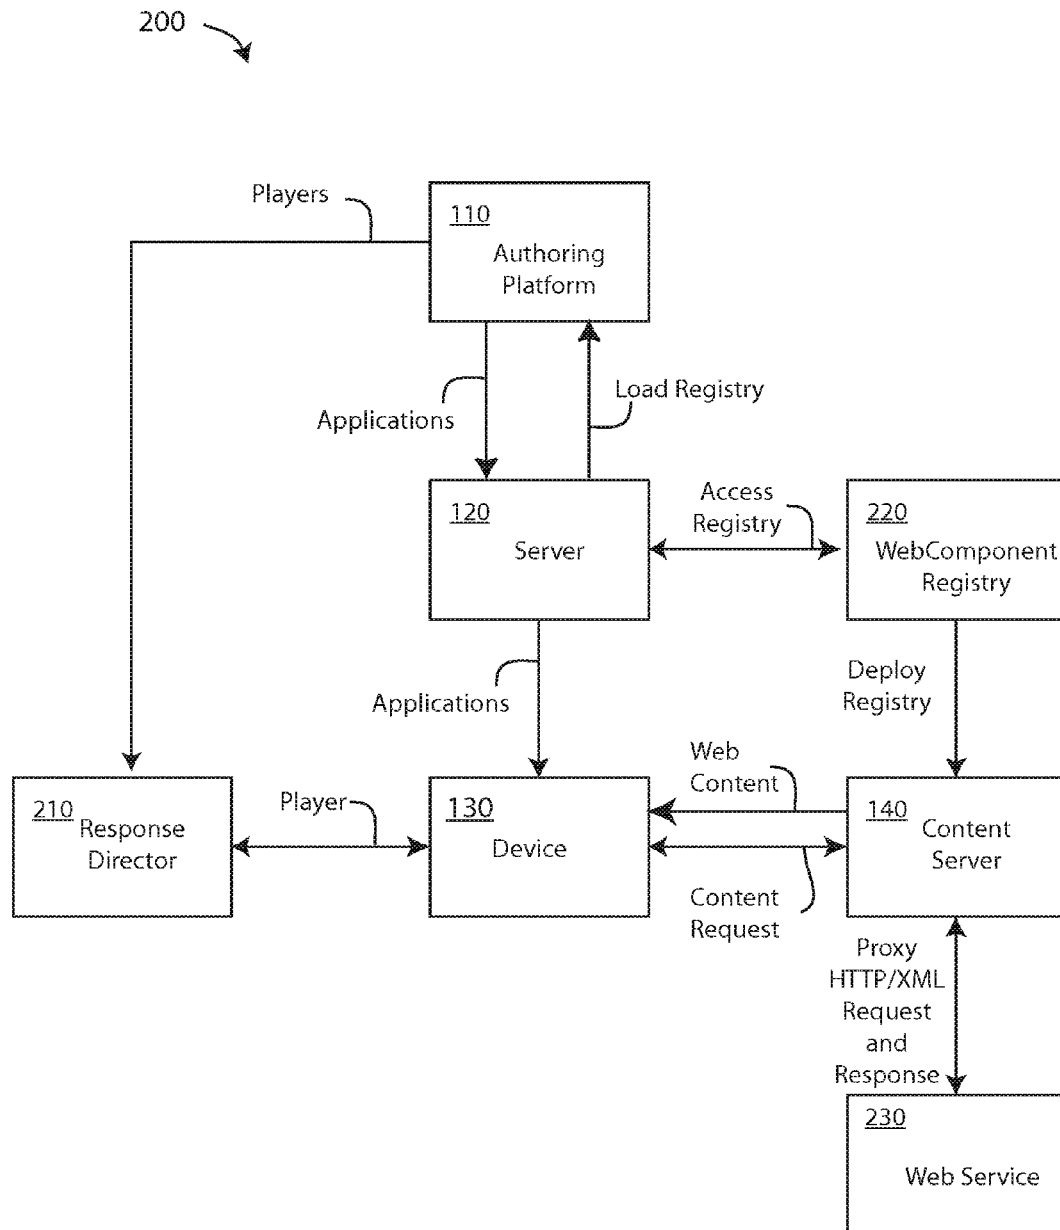 200
Players
110
Authoring
Platform
Applications
Load Registry
120
Server
Access
Registry
220
WebComponent
Registry
Applications
Deploy
Registry
Web
Content
210
Response
Director
Player
130
Device
140
Content
Server
Content
Request
Proxy
HTTP/XML
Request
and
Response
230
Web Service